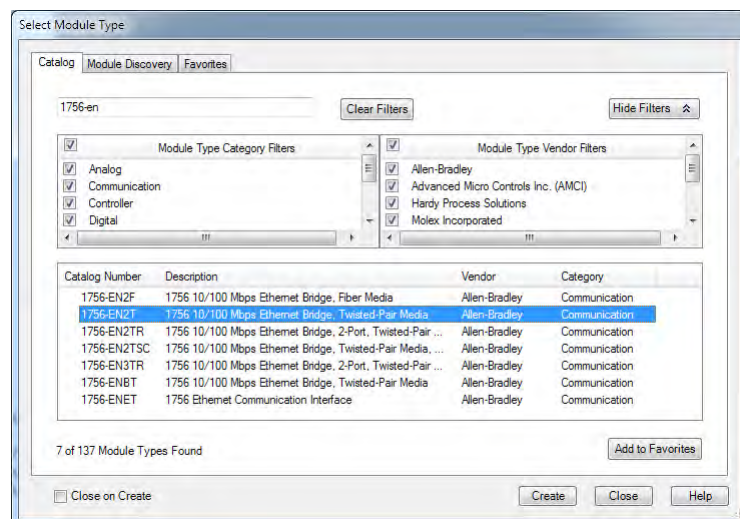 Select Module Type
Catalog Module Discovery Favorites
1756-en Clear Filters Hide Filters
Module Type Category Filters Module Type Vendor Filters
Analog Allen-Bradley
Communication Advanced Micro Controls Inc. (AMCI)
Controller Hardy Process Solutions
Digital Molex Incorporated
Catalog Number Description Vendor Category
1756-EN2F 1756 10/100 Mbps Ethernet Bridge, Fiber Media Allen-Bradley Communication
1756-EN2T 1756 10/100 Mbps Ethernet Bridge, Twisted-Pair Media Allen-Bradley Communication
1756-EN2TR 1756 10/100 Mbps Ethernet Bridge, 2-Port, Twisted-Pair ... Allen-Bradley Communication
1756-EN2TSC 1756 10/100 Mbps Ethernet Bridge, Twisted-Pair Media, ... Allen-Bradley Communication
1756-EN3TR 1756 10/100 Mbps Ethernet Bridge, 2-Port, Twisted-Pair ... Allen-Bradley Communication
1756-ENBT 1756 10/100 Mbps Ethernet Bridge, Twisted-Pair Media Allen-Bradley Communication
1756-ENET 1756 Ethernet Communication Interface Allen-Bradley Communication
7 of 137 Module Types Found Add to Favorites
Close on Create Create Close Help